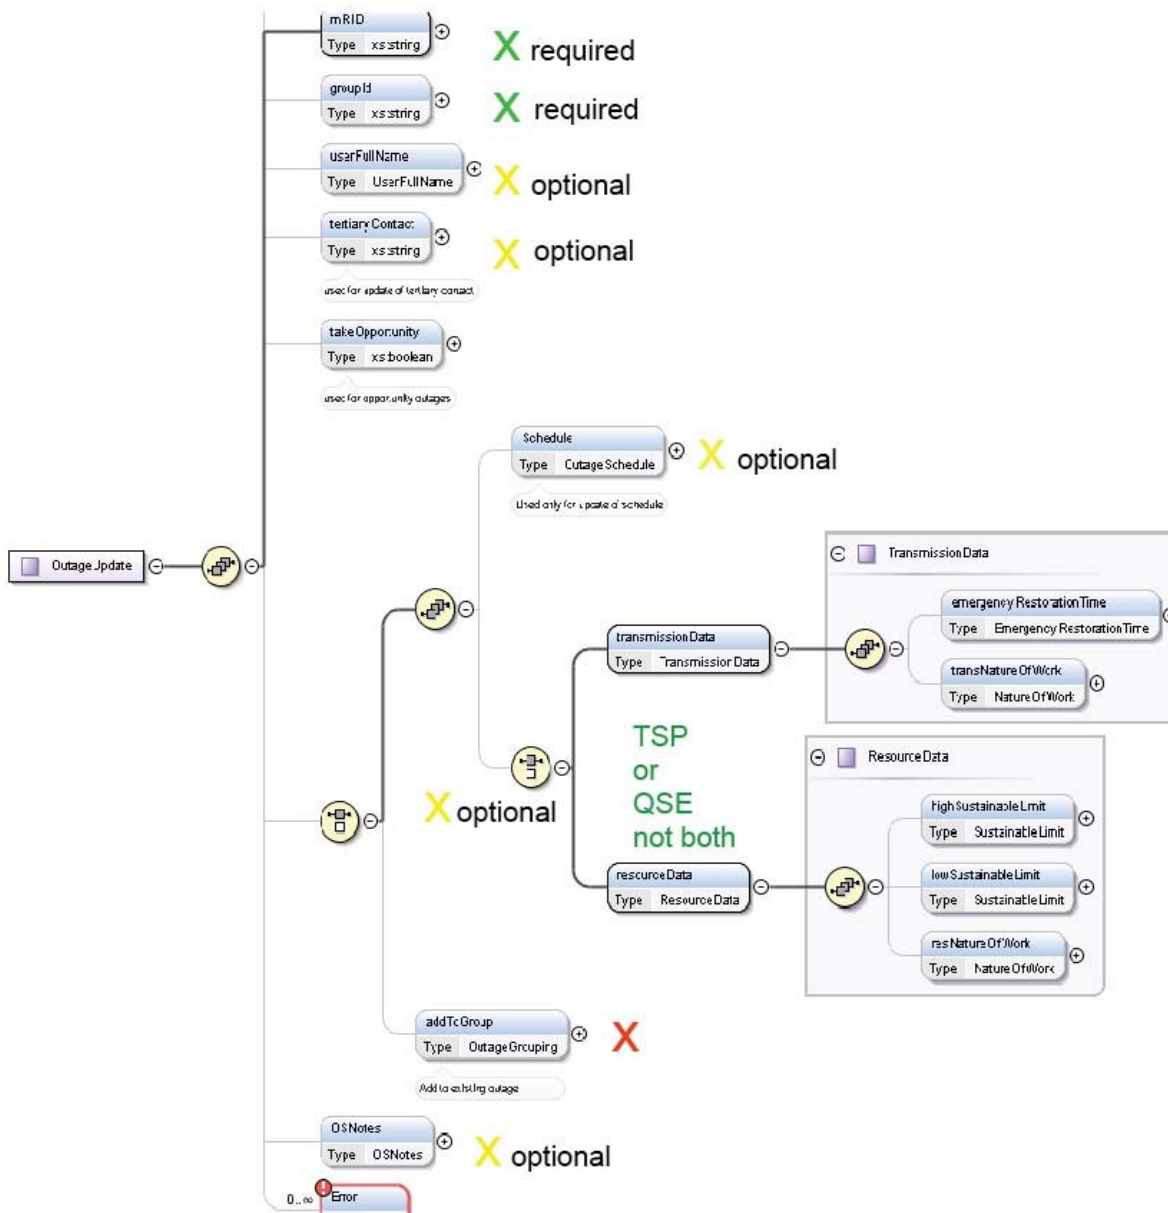 mRID
Type xs:string
X required
groupId
Type xs:string
X required
userFullName
Type UserFullName
X optional
tertiaryContact
Type xs:string
X optional
used for update of tertiary contact
takeOpportunity
Type xs:boolean
used for opportunity outages
Schedule
Type OutageSchedule
X optional
Used only for update of schedule
OutageUpdate
TransmissionData
emergencyRestorationTime
Type EmergencyRestorationTime
transmissionData
Type TransmissionData
transNatureOfWork
Type NatureOfWork
TSP
or
QSE
not both
X optional
ResourceData
highSustainableLimit
Type SustainableLimit
resourceData
Type ResourceData
lowSustainableLimit
Type SustainableLimit
resNatureOfWork
Type NatureOfWork
addToGroup
Type OutageGrouping
X
Add to existing outage
OSNotes
Type OSNotes
X optional
0..∞
Error